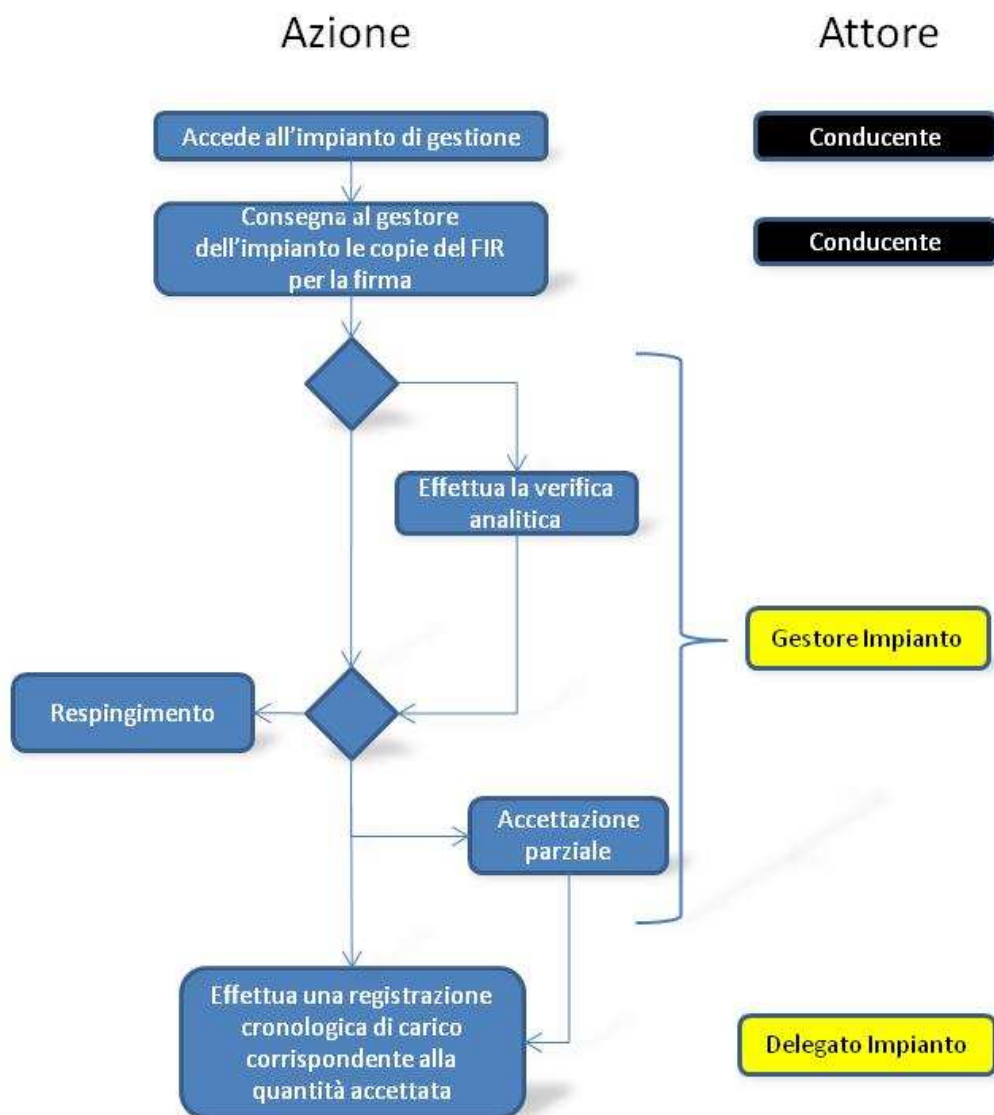 Azione
Attore
Accede all'impianto di gestione
Conducente
Consegna al gestore
dell'impianto le copie del FIR
per la firma
Conducente
Effettua la verifica
analitica
Gestore Impianto
Respingimento
Accettazione
parziale
Effettua una registrazione
cronologica di carico
corrispondente alla
quantità accettata
Delegato Impianto